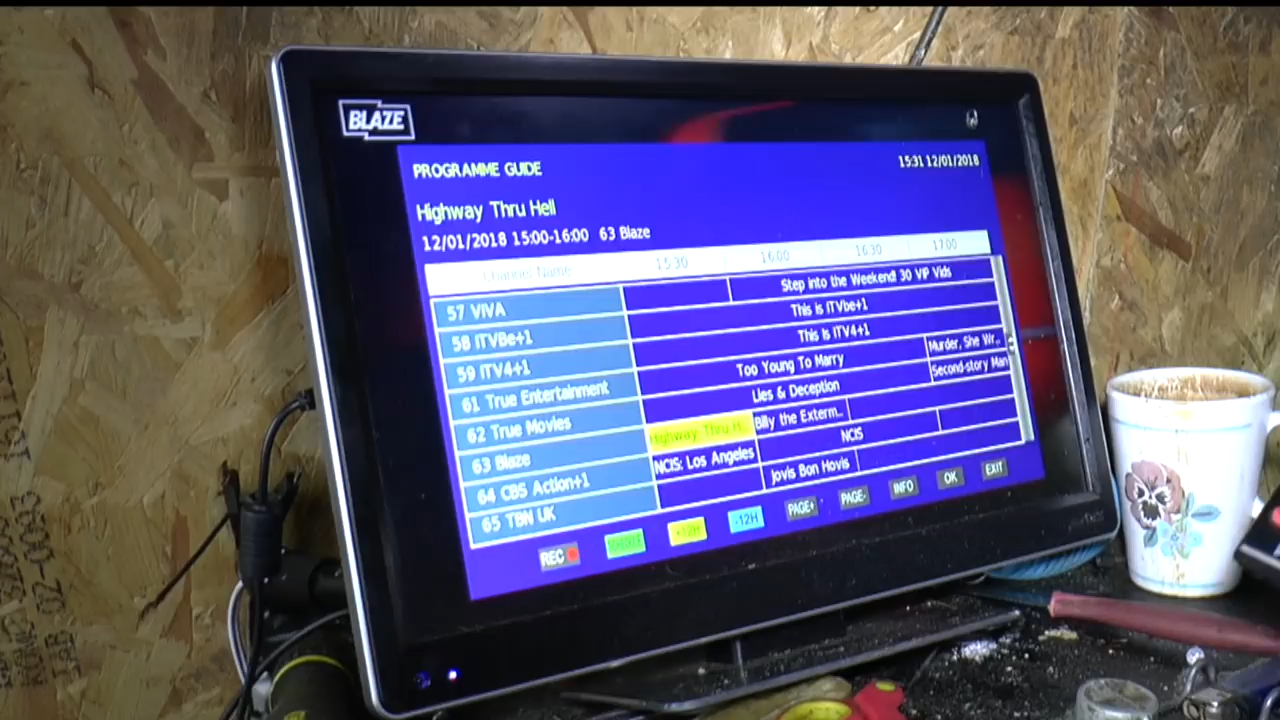 BLAZE
PROGRAMME GUIDE
15:31 12/01/2018
Highway Thru Hell
12/01/2018 15:00-16:00 63 Blaze
Channel Name 15:30 16:00 16:30 17:00
57 VIVA Step into the Weekend! 30 VIP Vids
58 ITVBe+1 This is ITVbe+1
59 ITV4+1 This is ITV4+1
61 True Entertainment Too Young To Marry Murder, She Wr..
62 True Movies Lies & Deception Second-story Man
63 Blaze Highway Thru H.. Billy the Exterm..
64 CBS Action+1 NCIS: Los Angeles NCIS
65 TBN UK Jovis Bon Hovis
REC SCHEDULE +12H -12H PAGE+ PAGE- INFO OK EXIT